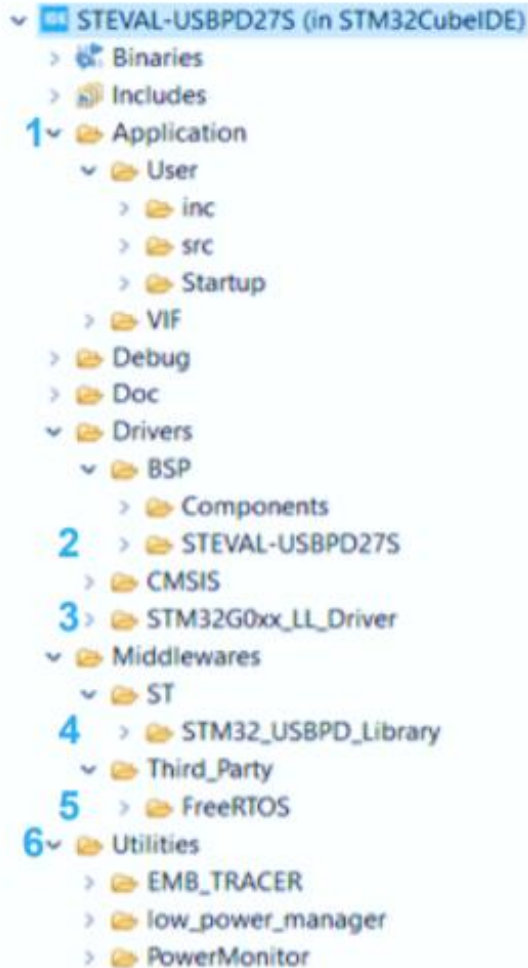 STEVAL-USBPD27S (in STM32CubeIDE)
Binaries
Includes
1 Application
User
inc
src
Startup
VIF
Debug
Doc
Drivers
BSP
Components
2 STEVAL-USBPD27S
CMSIS
3 STM32G0xx_LL_Driver
Middlewares
ST
4 STM32_USBPD_Library
Third_Party
5 FreeRTOS
6 Utilities
EMB_TRACER
low_power_manager
PowerMonitor